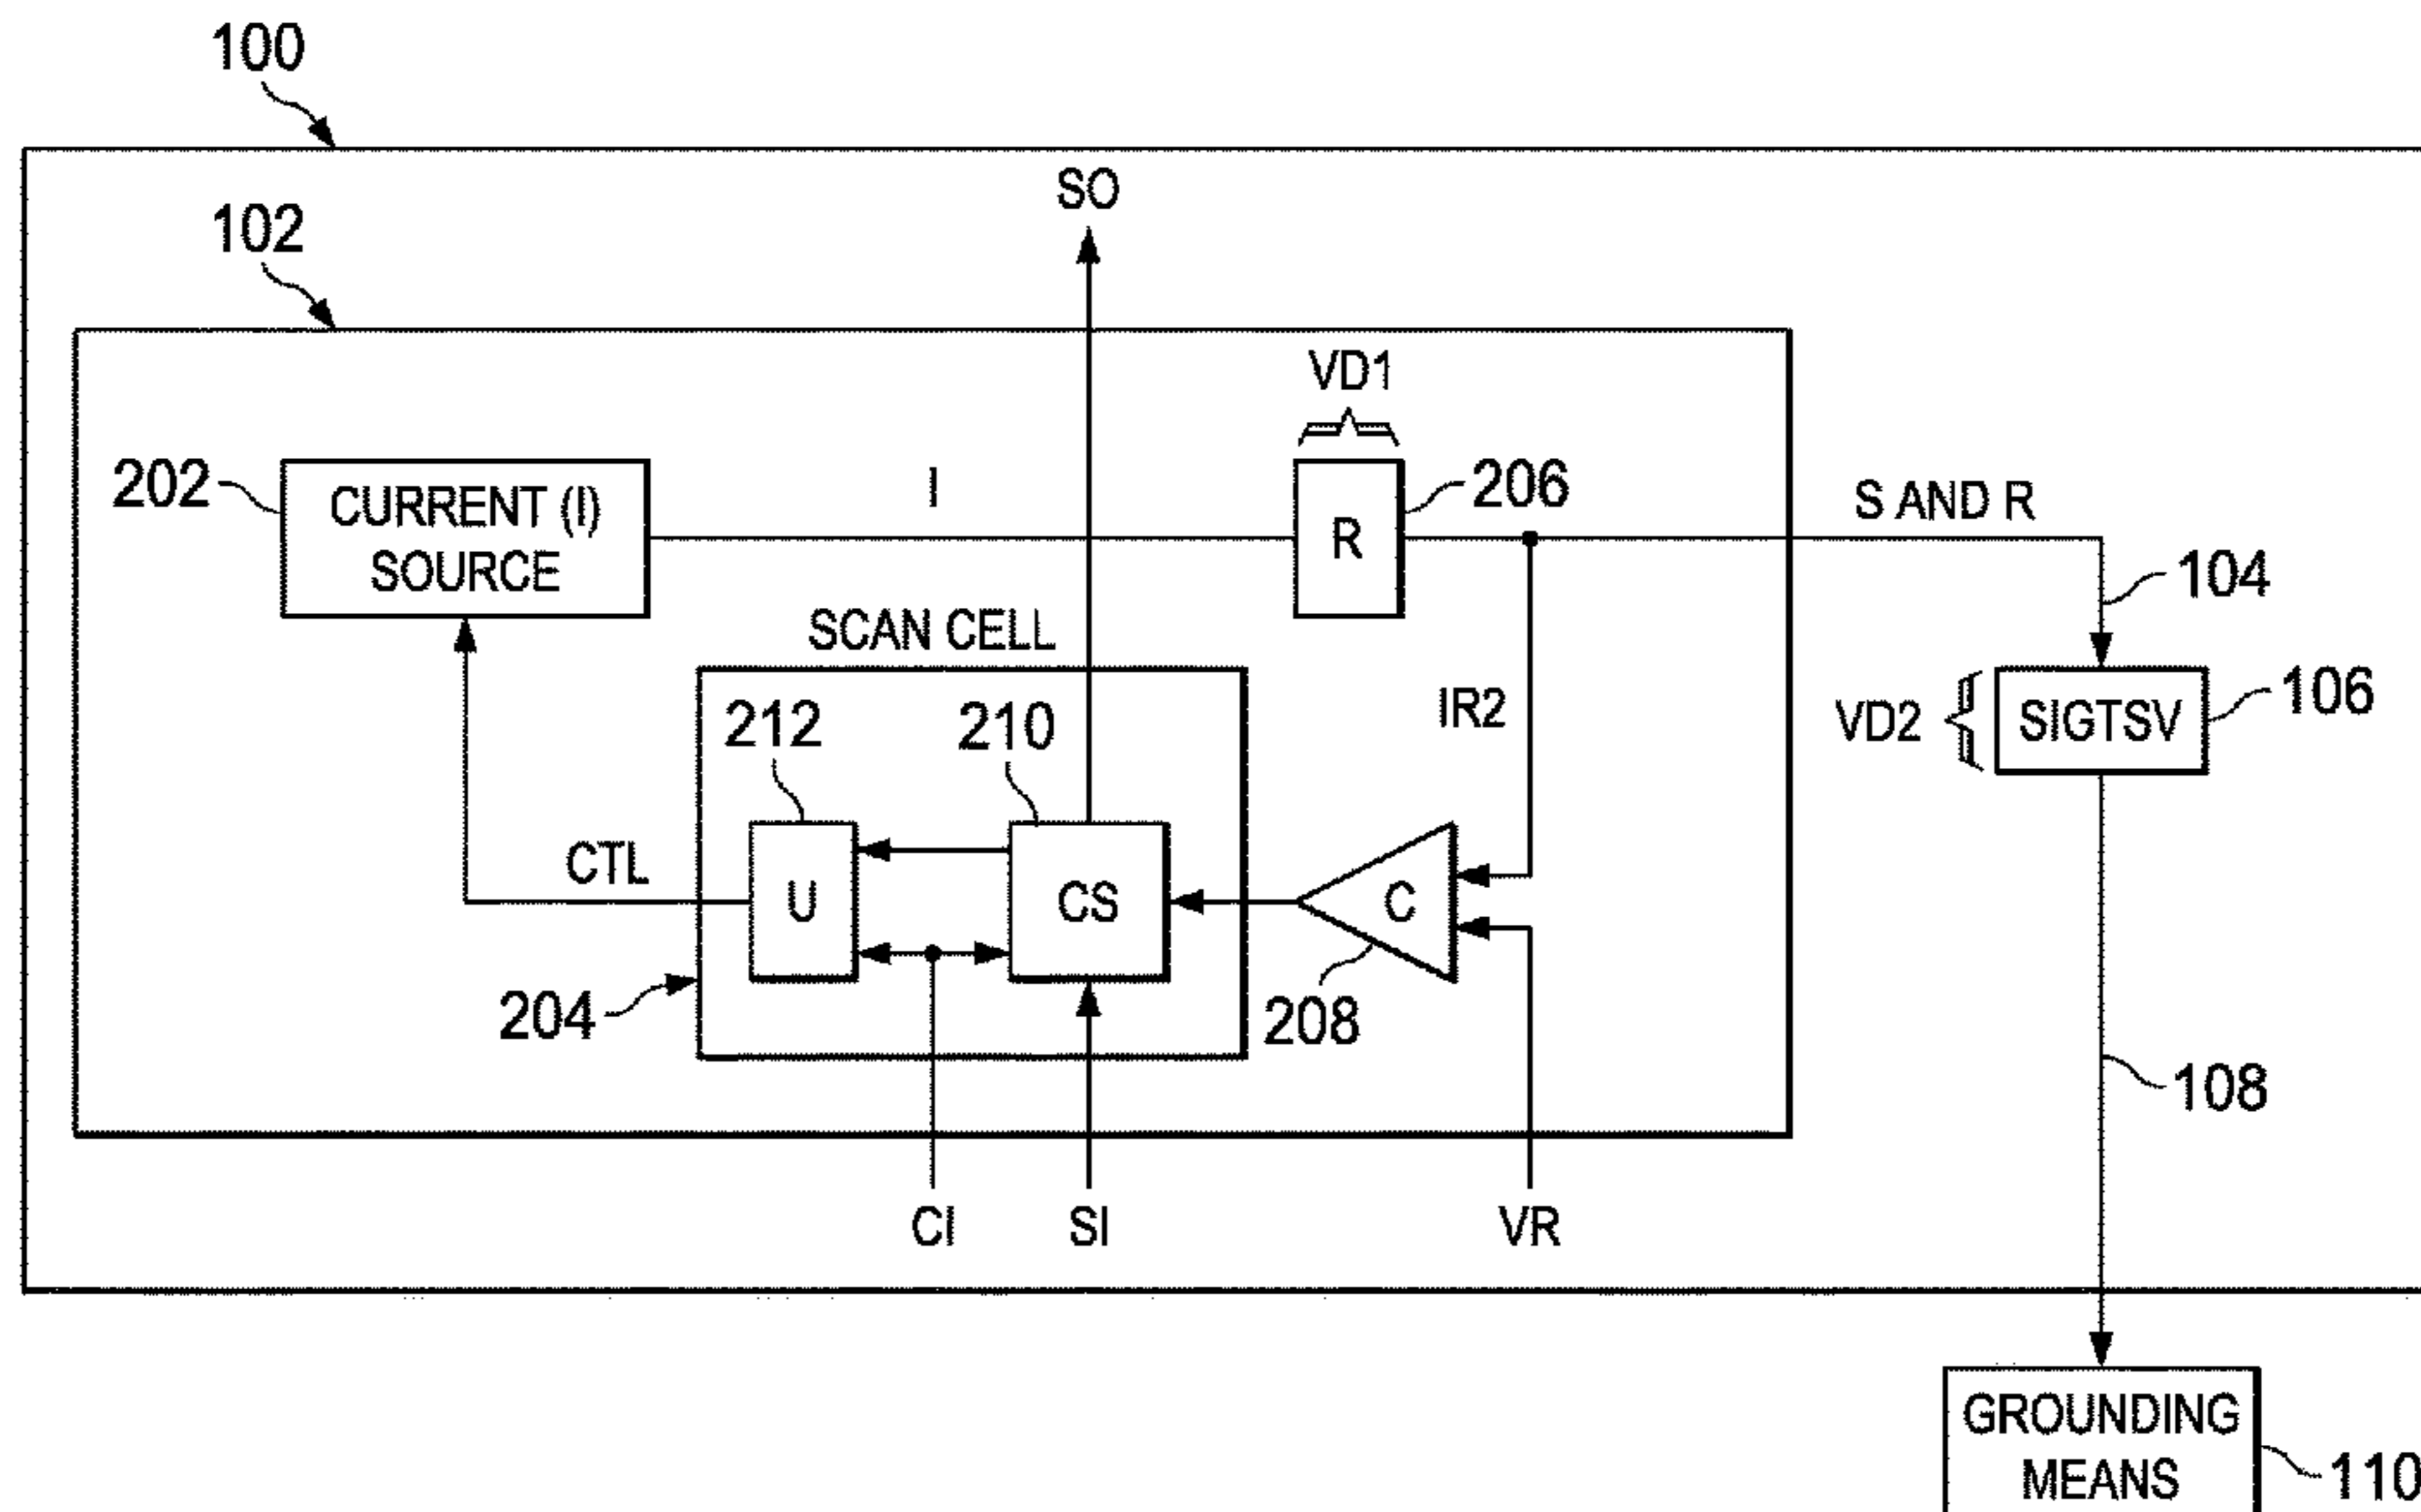 100
SO
102
VD1
202
CURRENT (I)
SOURCE
I
R
206
S AND R
104
SCAN CELL
212
210
IR2
VD2
SIGTSV
106
CTL
U
CS
C
204
208
108
CI
SI
VR
GROUNDING
MEANS
110